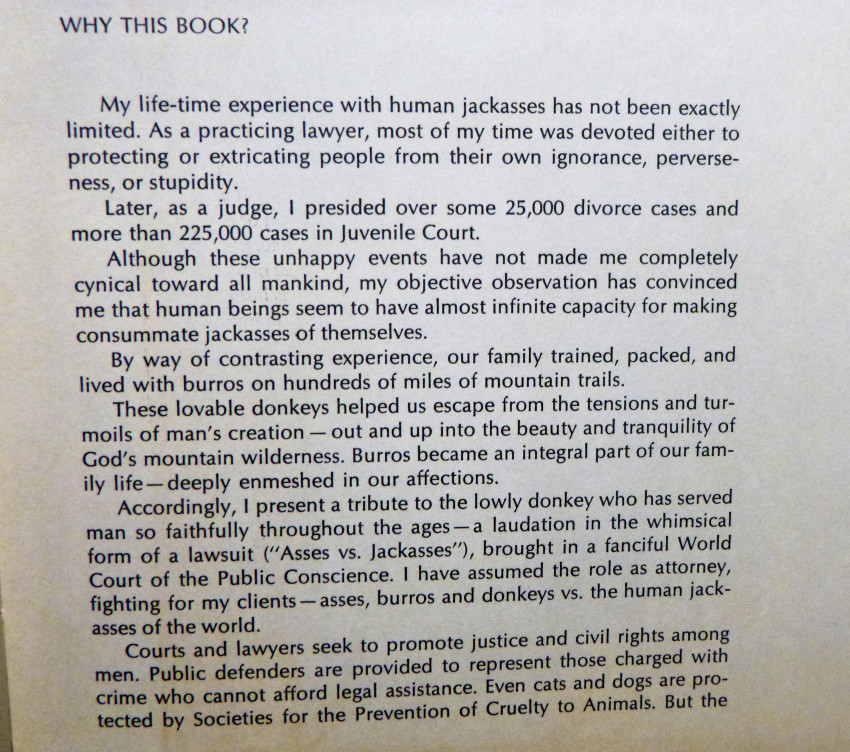 WHY THIS BOOK?
My life-time experience with human jackasses has not been exactly
limited. As a practicing lawyer, most of my time was devoted either to
protecting or extricating people from their own ignorance, perverse-
ness, or stupidity.
Later, as a judge, I presided over some 25,000 divorce cases and
more than 225,000 cases in Juvenile Court.
Although these unhappy events have not made me completely
cynical toward all mankind, my objective observation has convinced
me that human beings seem to have almost infinite capacity for making
consummate jackasses of themselves.
By way of contrasting experience, our family trained, packed, and
lived with burros on hundreds of miles of mountain trails.
These lovable donkeys helped us escape from the tensions and tur-
moils of man's creation — out and up into the beauty and tranquility of
God's mountain wilderness. Burros became an integral part of our fam-
ily life — deeply enmeshed in our affections.
Accordingly, I present a tribute to the lowly donkey who has served
man so faithfully throughout the ages — a laudation in the whimsical
form of a lawsuit ("Asses vs. Jackasses"), brought in a fanciful World
Court of the Public Conscience. I have assumed the role as attorney,
fighting for my clients — asses, burros and donkeys vs. the human jack-
asses of the world.
Courts and lawyers seek to promote justice and civil rights among
men. Public defenders are provided to represent those charged with
crime who cannot afford legal assistance. Even cats and dogs are pro-
tected by Societies for the Prevention of Cruelty to Animals. But the